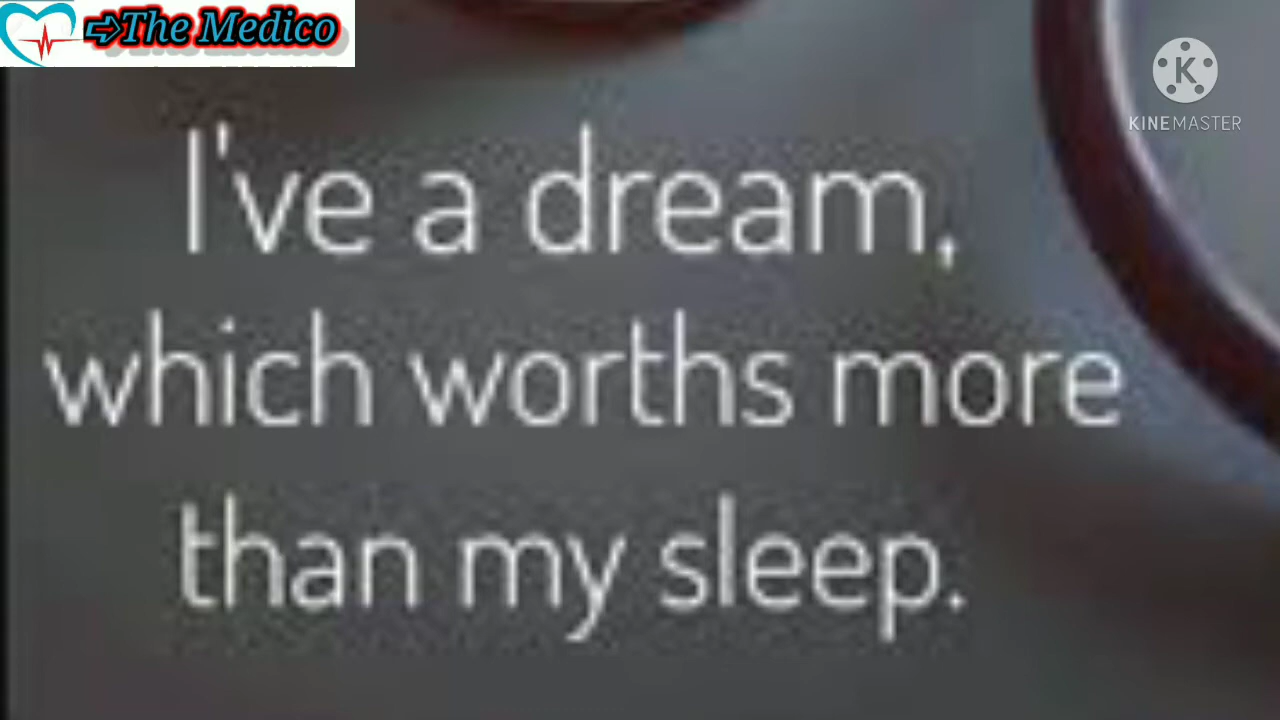 ⇨The Medico
K
KINEMASTER
I've a dream,
which worths more
than my sleep.